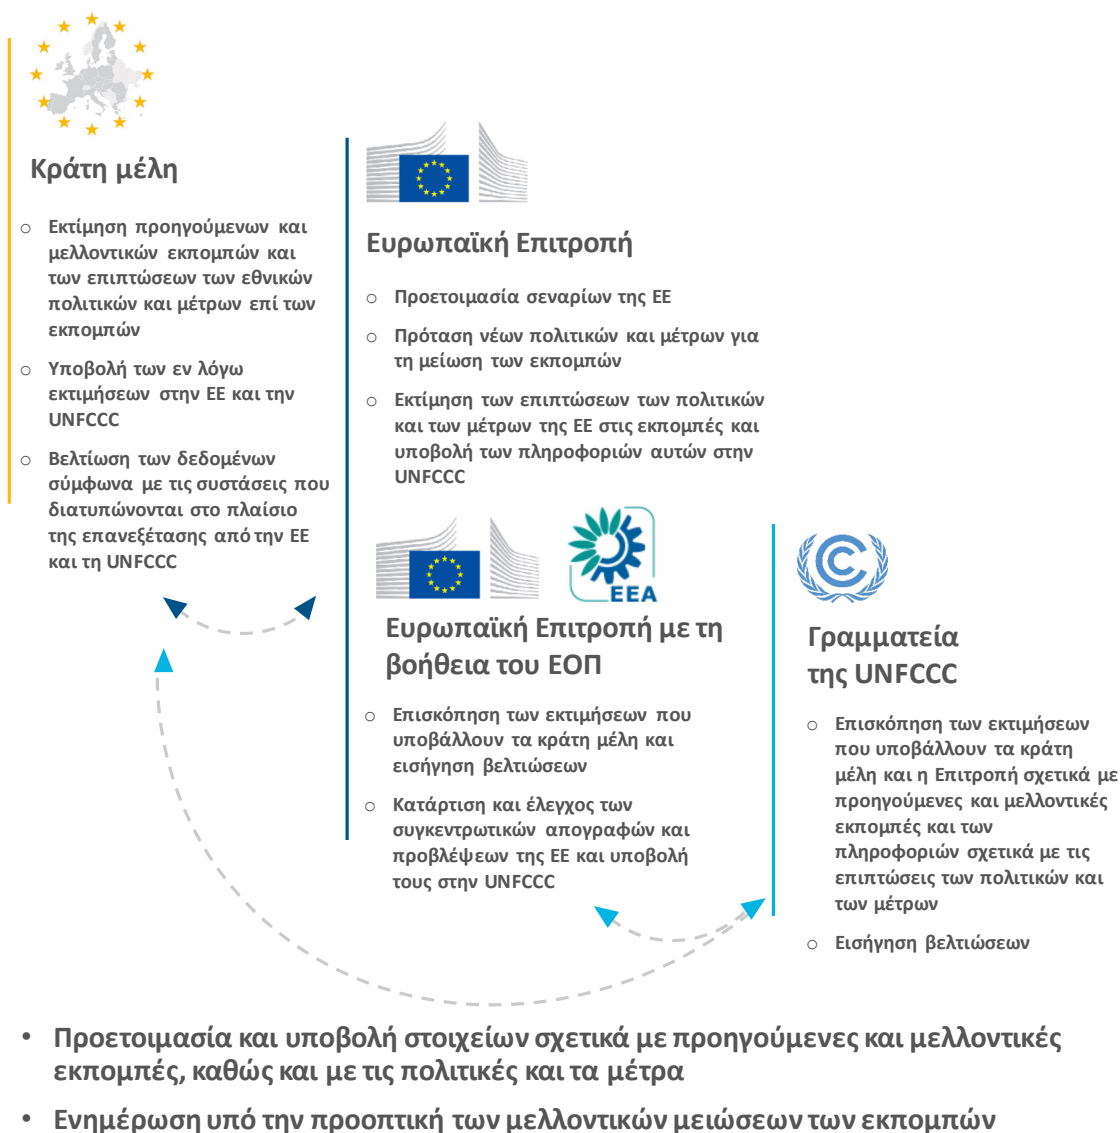 Κράτη μέλη
○ Εκτίμηση προηγούμενων και
μελλοντικών εκπομπών και
των επιπτώσεων των εθνικών
πολιτικών και μέτρων επί των
εκπομπών
○ Υποβολή των εν λόγω
εκτιμήσεων στην ΕΕ και την
UNFCCC
○ Βελτίωση των δεδομένων
σύμφωνα με τις συστάσεις που
διατυπώνονται στο πλαίσιο
της επανεξέτασης από την ΕΕ
και τη UNFCCC
Ευρωπαϊκή Επιτροπή
○ Προετοιμασία σεναρίων της ΕΕ
○ Πρόταση νέων πολιτικών και μέτρων για
τη μείωση των εκπομπών
○ Εκτίμηση των επιπτώσεων των πολιτικών
και των μέτρων της ΕΕ στις εκπομπές και
υποβολή των πληροφοριών αυτών στην
UNFCCC
EEA
Ευρωπαϊκή Επιτροπή με τη
βοήθεια του ΕΟΠ
○ Επισκόπηση των εκτιμήσεων που
υποβάλλουν τα κράτη μέλη και
εισήγηση βελτιώσεων
○ Κατάρτιση και έλεγχος των
συγκεντρωτικών απογραφών και
προβλέψεων της ΕΕ και υποβολή
τους στην UNFCCC
Γραμματεία
της UNFCCC
○ Επισκόπηση των εκτιμήσεων
που υποβάλλουν τα κράτη
μέλη και η Επιτροπή σχετικά με
προηγούμενες και μελλοντικές
εκπομπές και των
πληροφοριών σχετικά με τις
επιπτώσεις των πολιτικών και
των μέτρων
○ Εισήγηση βελτιώσεων
• Προετοιμασία και υποβολή στοιχείων σχετικά με προηγούμενες και μελλοντικές
εκπομπές, καθώς και με τις πολιτικές και τα μέτρα
• Ενημέρωση υπό την προοπτική των μελλοντικών μειώσεων των εκπομπών